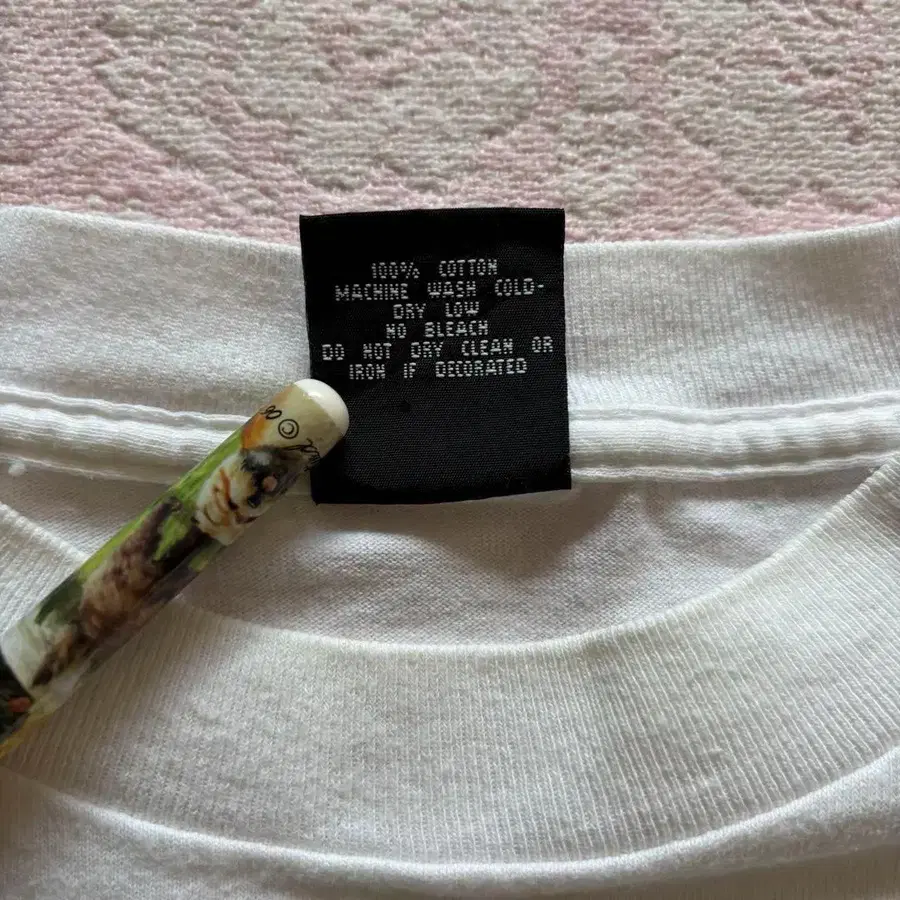 100% COTTON
MACHINE WASH COLD-
DRY LOW
NO BLEACH
DO NOT DRY CLEAN OR
IRON IF DECORATED
©